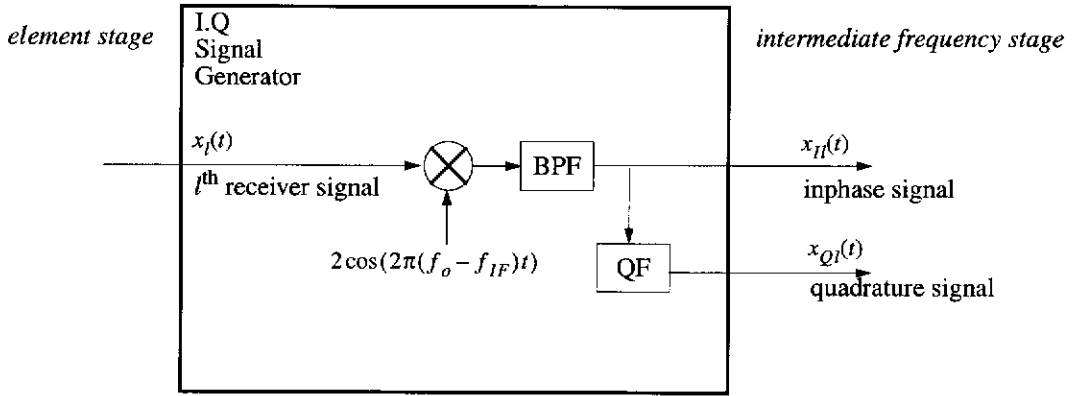 element stage
I.Q
Signal
Generator
intermediate frequency stage
x_l(t)
l^th receiver signal
BPF
x_Il(t)
inphase signal
2cos(2π(f_o − f_IF)t)
QF
x_Ql(t)
quadrature signal